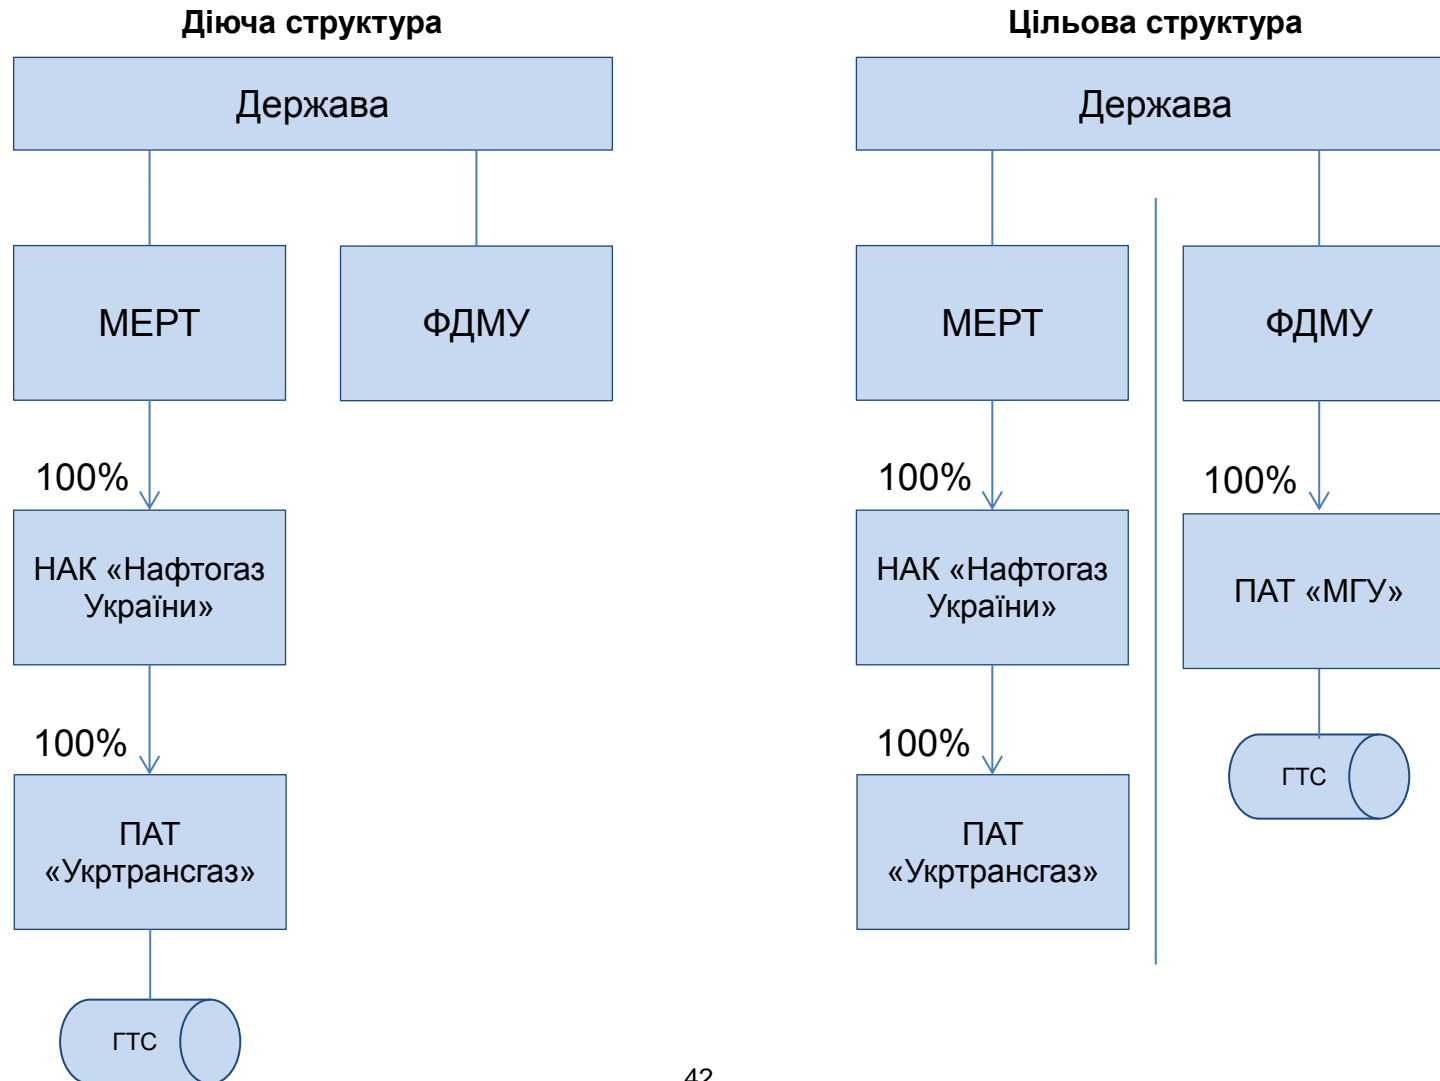 Діюча структура
Держава
МЕРТ
ФДМУ
100%
НАК «Нафтогаз
України»
100%
ПАТ
«Укртрансгаз»
ГТС
Цільова структура
Держава
МЕРТ
ФДМУ
100%
100%
НАК «Нафтогаз
України»
ПАТ «МГУ»
100%
ГТС
ПАТ
«Укртрансгаз»
42